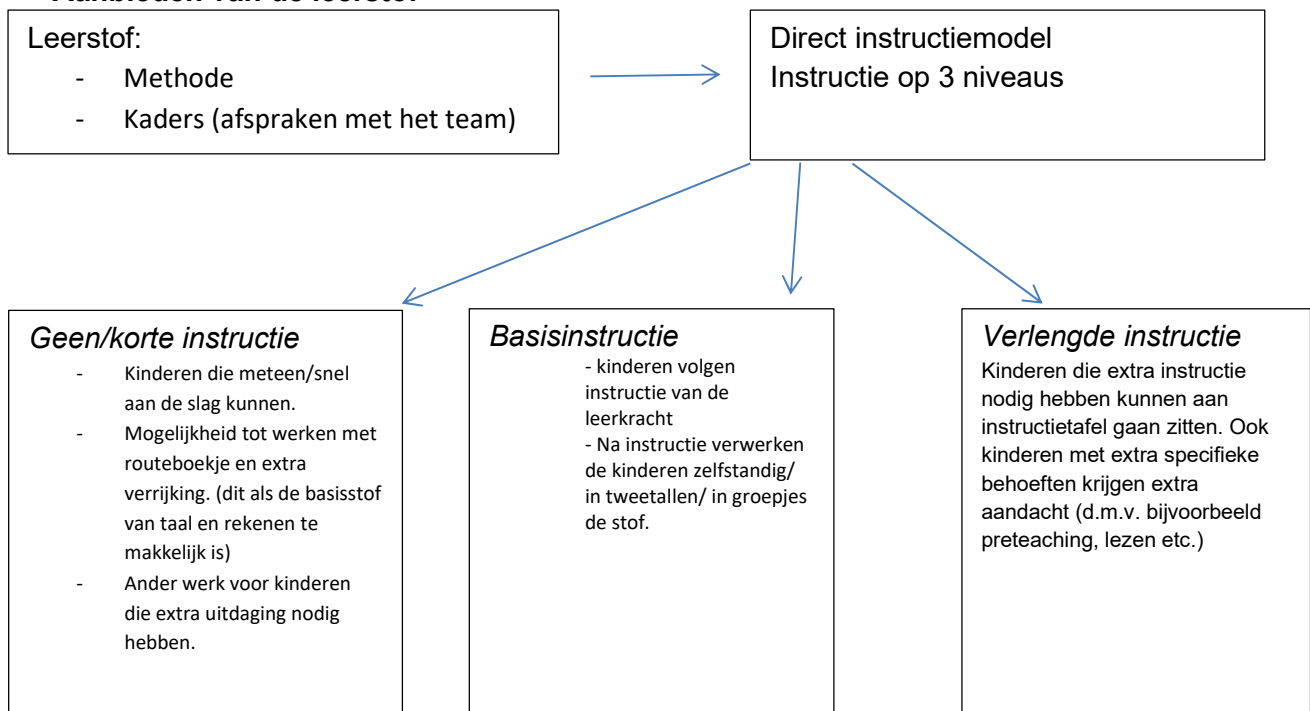 Aanbieden van de leerstof
Leerstof:
- Methode
- Kaders (afspraken met het team)
Direct instructiemodel
Instructie op 3 niveaus
Geen/korte instructie
- Kinderen die meteen/snel
aan de slag kunnen.
- Mogelijkheid tot werken met
routeboekje en extra
verrijking. (dit als de basisstof
van taal en rekenen te
makkelijk is)
- Ander werk voor kinderen
die extra uitdaging nodig
hebben.
Basisinstructie
- kinderen volgen
instructie van de
leerkracht
- Na instructie verwerken
de kinderen zelfstandig/
in tweetallen/ in groepjes
de stof.
Verlengde instructie
Kinderen die extra instructie
nodig hebben kunnen aan
instructietafel gaan zitten. Ook
kinderen met extra specifieke
behoeften krijgen extra
aandacht (d.m.v. bijvoorbeeld
preteaching, lezen etc.)